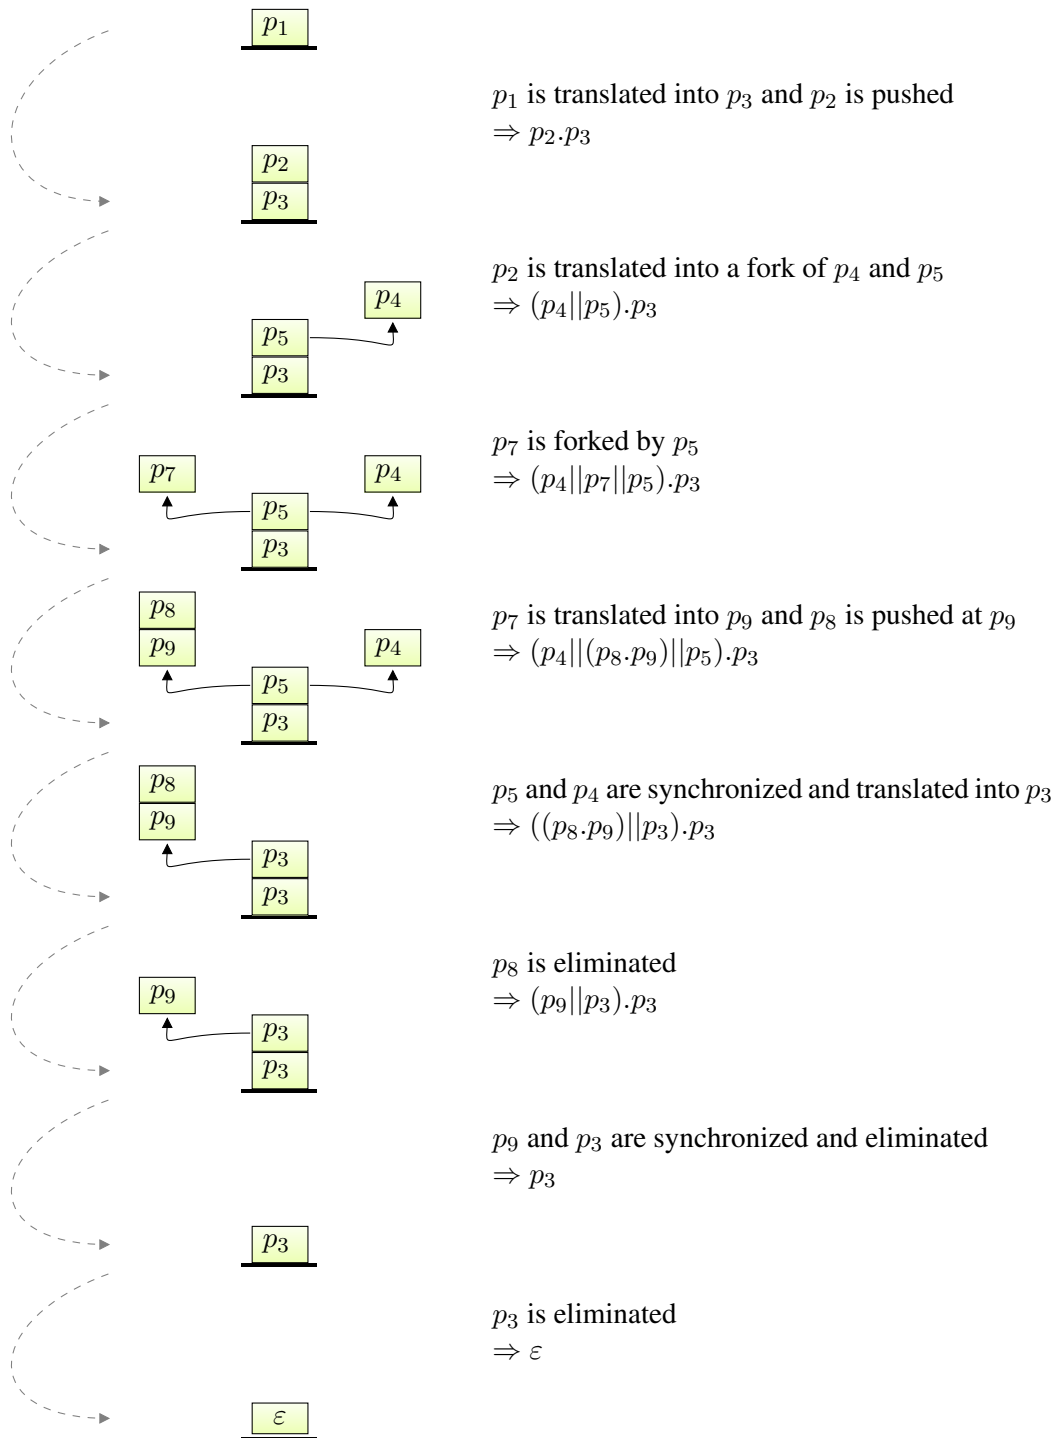 p₁
p₁ is translated into p₃ and p₂ is pushed
⇒ p₂.p₃
p₂
p₃
p₂ is translated into a fork of p₄ and p₅
⇒ (p₄||p₅).p₃
p₄
p₅
p₃
p₇ is forked by p₅
⇒ (p₄||p₇||p₅).p₃
p₇ p₄
p₅
p₃
p₈
p₇ is translated into p₉ and p₈ is pushed at p₉
⇒ (p₄||(p₈.p₉)||p₅).p₃
p₉ p₄
p₅
p₃
p₈
p₅ and p₄ are synchronized and translated into p₃
⇒ ((p₈.p₉)||p₃).p₃
p₉
p₃
p₃
p₈ is eliminated
⇒ (p₉||p₃).p₃
p₉
p₃
p₃
p₉ and p₃ are synchronized and eliminated
⇒ p₃
p₃
p₃ is eliminated
⇒ ε
ε